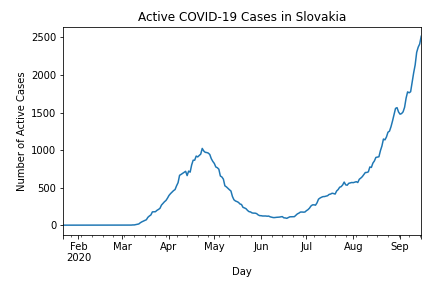 Active COVID-19 Cases in Slovakia
Number of Active Cases
2500
2000
1500
1000
500
0
Feb Mar Apr May Jun Jul Aug Sep
2020
Day